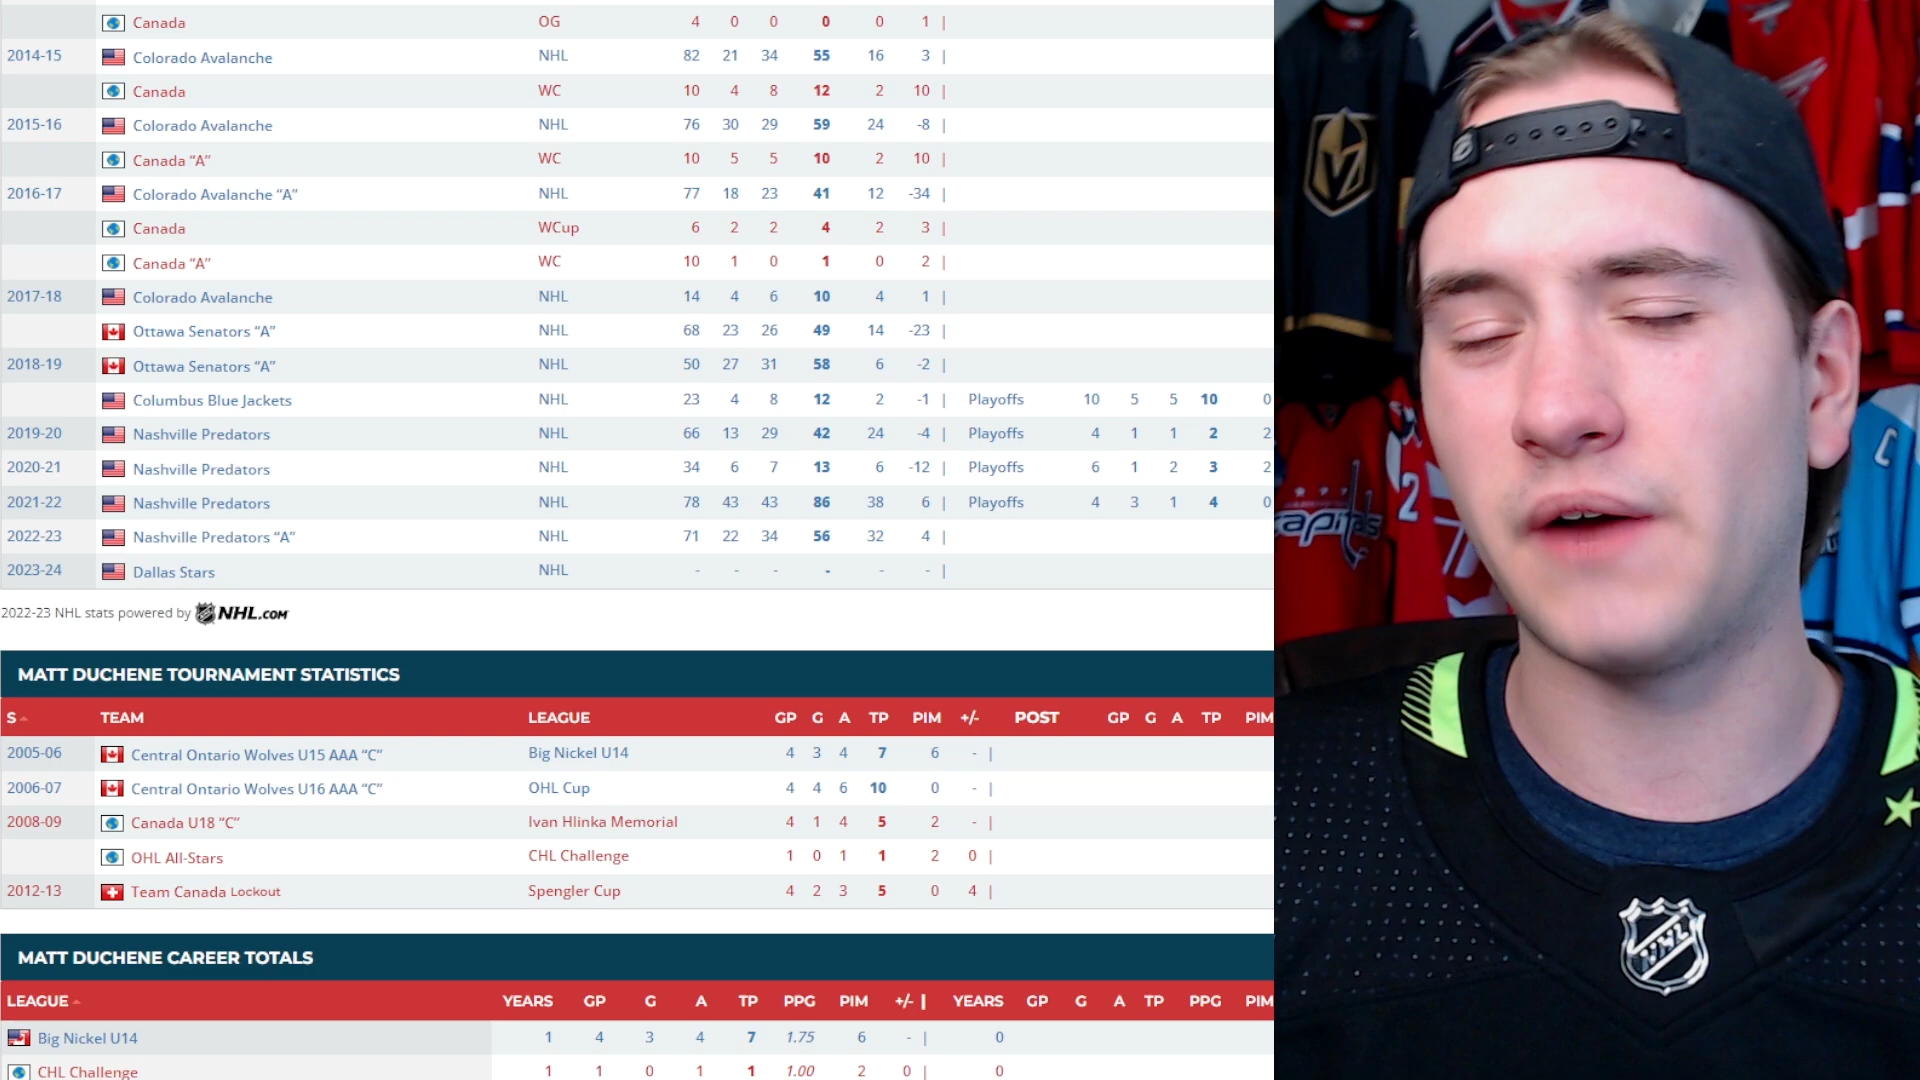 Canada OG 4 0 0 0 0 1 |
2014-15 Colorado Avalanche NHL 82 21 34 55 16 3 |
Canada WC 10 4 8 12 2 10 |
2015-16 Colorado Avalanche NHL 76 30 29 59 24 -8 |
Canada “A” WC 10 5 5 10 2 10 |
2016-17 Colorado Avalanche “A” NHL 77 18 23 41 12 -34 |
Canada WCup 6 2 2 4 2 3 |
Canada “A” WC 10 1 0 1 0 2 |
2017-18 Colorado Avalanche NHL 14 4 6 10 4 1 |
Ottawa Senators “A” NHL 68 23 26 49 14 -23 |
2018-19 Ottawa Senators “A” NHL 50 27 31 58 6 -2 |
Columbus Blue Jackets NHL 23 4 8 12 2 -1 | Playoffs 10 5 5 10 0
2019-20 Nashville Predators NHL 66 13 29 42 24 -4 | Playoffs 4 1 1 2 2
2020-21 Nashville Predators NHL 34 6 7 13 6 -12 | Playoffs 6 1 2 3 2
2021-22 Nashville Predators NHL 78 43 43 86 38 6 | Playoffs 4 3 1 4 0
2022-23 Nashville Predators “A” NHL 71 22 34 56 32 4 |
2023-24 Dallas Stars NHL - - - - - - |
2022-23 NHL stats powered by NHL.COM
MATT DUCHENE TOURNAMENT STATISTICS
S TEAM LEAGUE GP G A TP PIM +/- POST GP G A TP PIM
2005-06 Central Ontario Wolves U15 AAA “C” Big Nickel U14 4 3 4 7 6 - |
2006-07 Central Ontario Wolves U16 AAA “C” OHL Cup 4 4 6 10 0 - |
2008-09 Canada U18 “C” Ivan Hlinka Memorial 4 1 4 5 2 - |
OHL All-Stars CHL Challenge 1 0 1 1 2 0 |
2012-13 Team Canada Lockout Spengler Cup 4 2 3 5 0 4 |
MATT DUCHENE CAREER TOTALS
LEAGUE YEARS GP G A TP PPG PIM +/- | YEARS GP G A TP PPG PIM
Big Nickel U14 1 4 3 4 7 1.75 6 - | 0
CHL Challenge 1 1 0 1 1 1.00 2 0 | 0
capitals
2
C
NHL